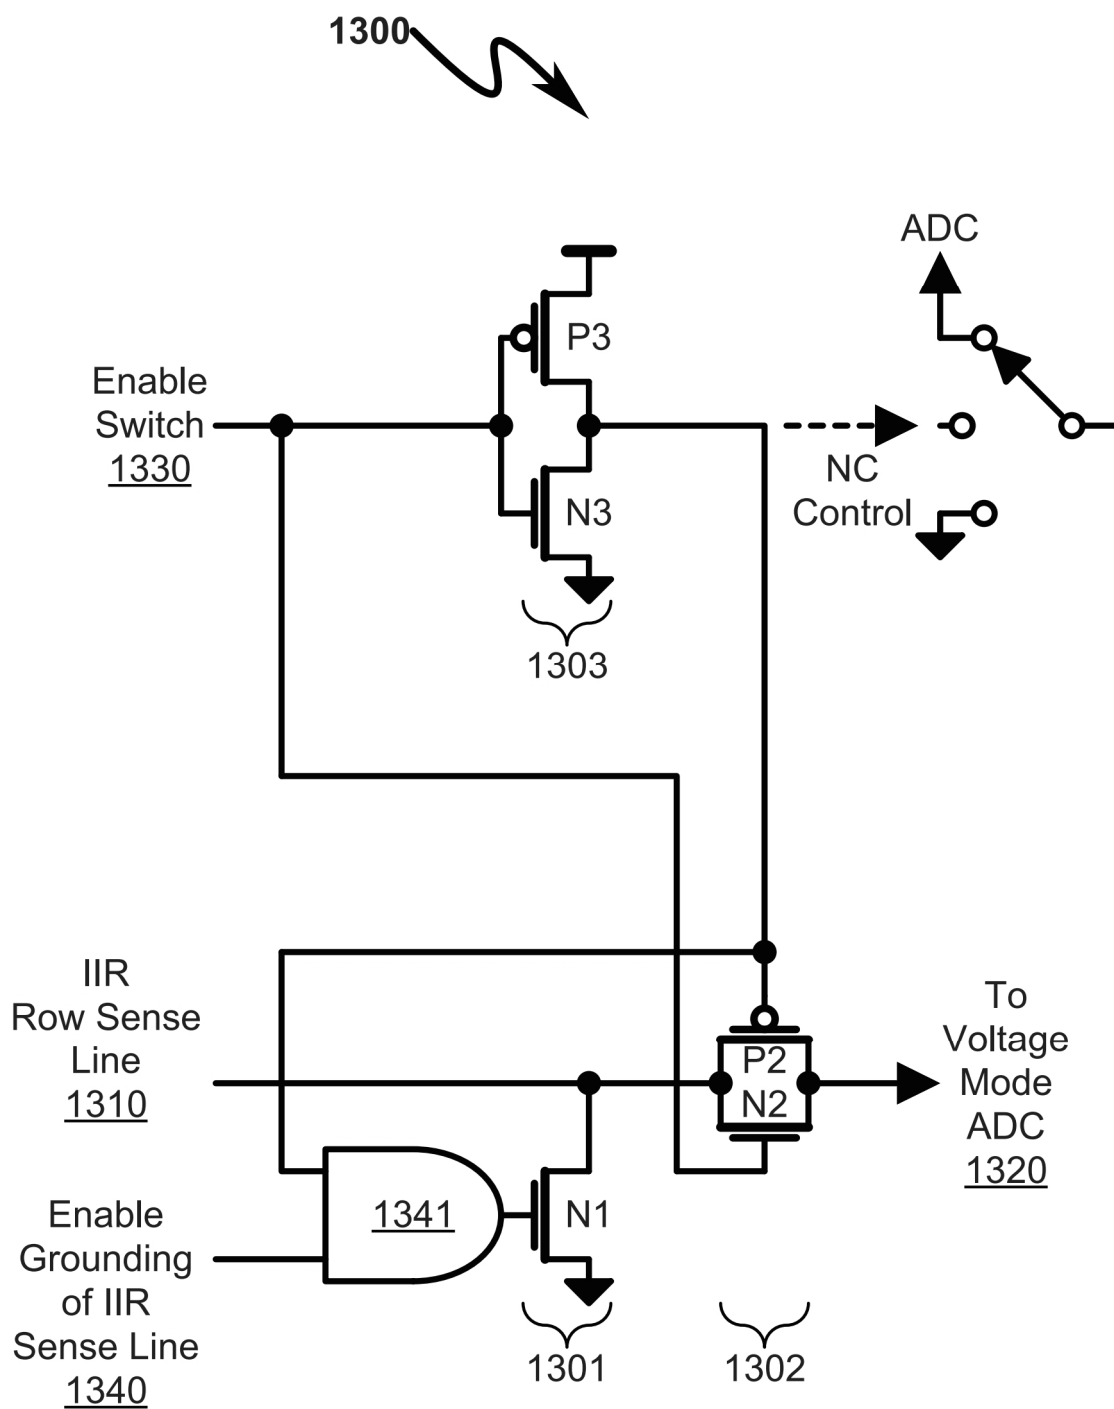 1300
ADC
P3
Enable
Switch
1330
NC
Control
N3
1303
IIR
Row Sense
Line
1310
To
Voltage
Mode
ADC
1320
P2
N2
1341
N1
Enable
Grounding
of IIR
Sense Line
1340
1301
1302